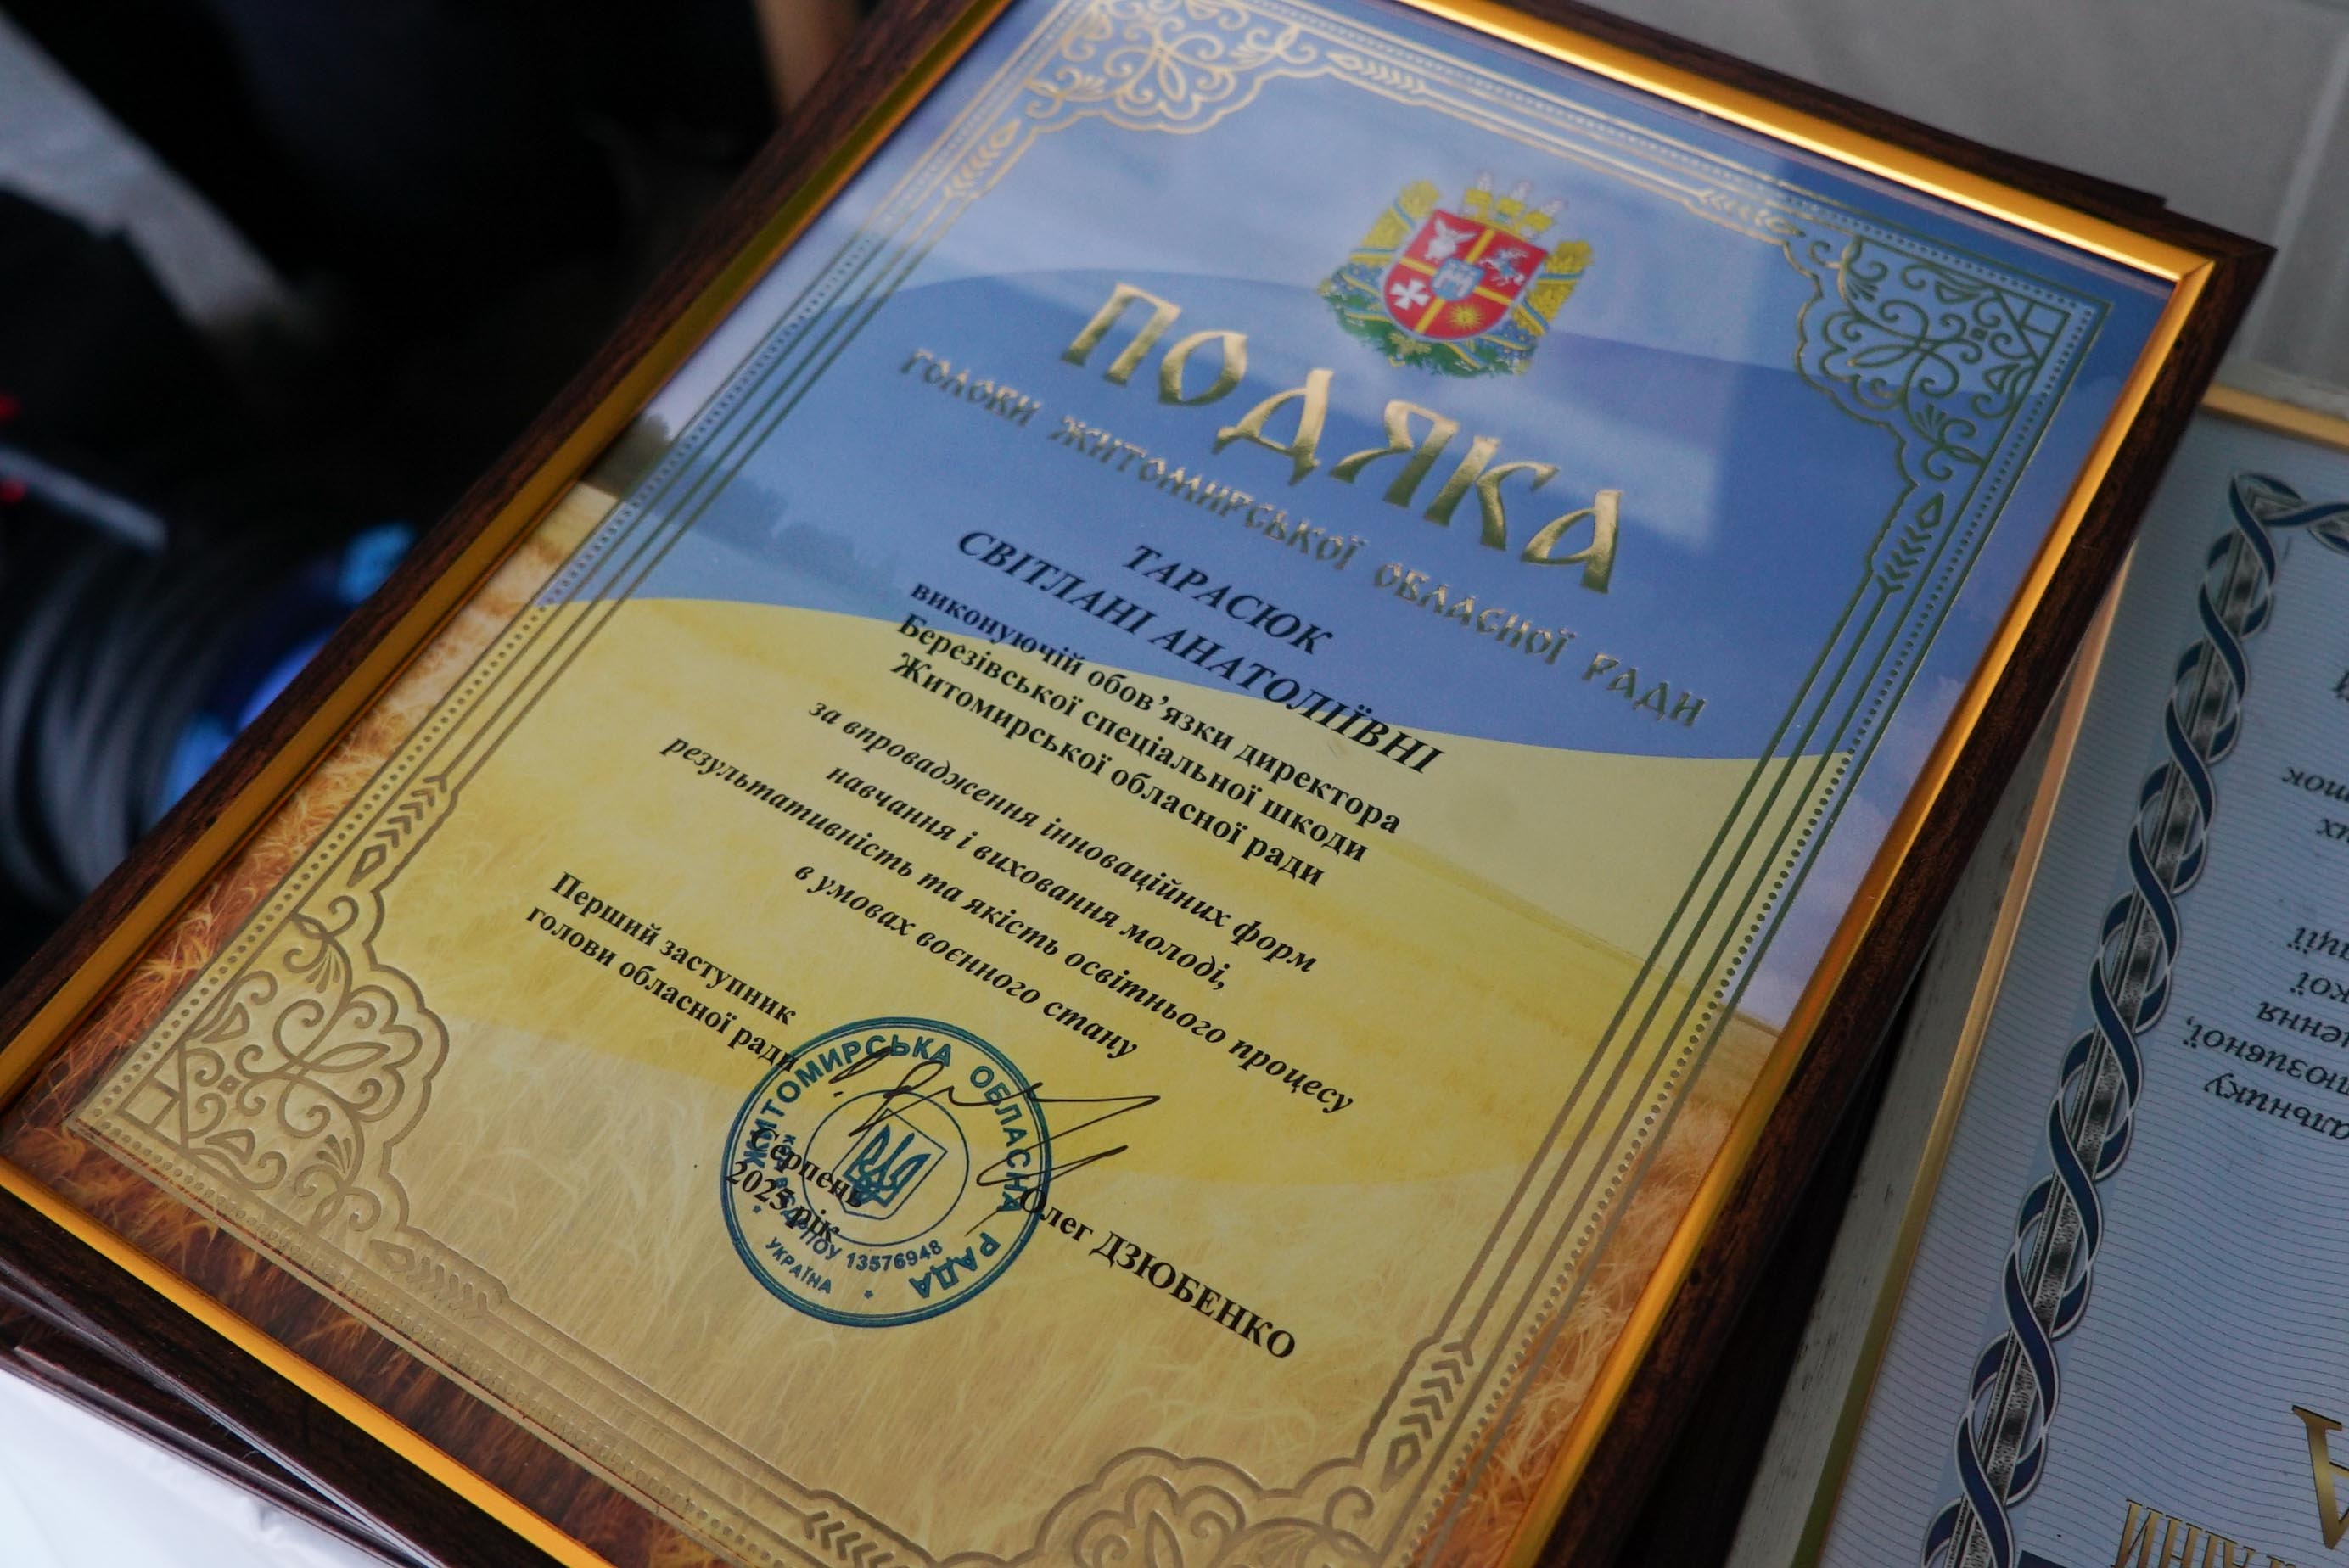 ПОДЯКА
ГОЛОВИ ЖИТОМИРСЬКОЇ ОБЛАСНОЇ РАДИ
ТАРАСЮК
СВІТЛАНІ АНАТОЛІЇВНІ
виконуючій обов’язки директора
Березівської спеціальної школи
Житомирської обласної ради
за впровадження інноваційних форм
навчання і виховання молоді,
результативність та якість освітнього процесу
в умовах воєнного стану
Перший заступник
голови обласної ради
Олег ДЗЮБЕНКО
Серпень
2025 рік
ЖИТОМИРСЬКА ОБЛАСНА РАДА
13576948
УКРАЇНА